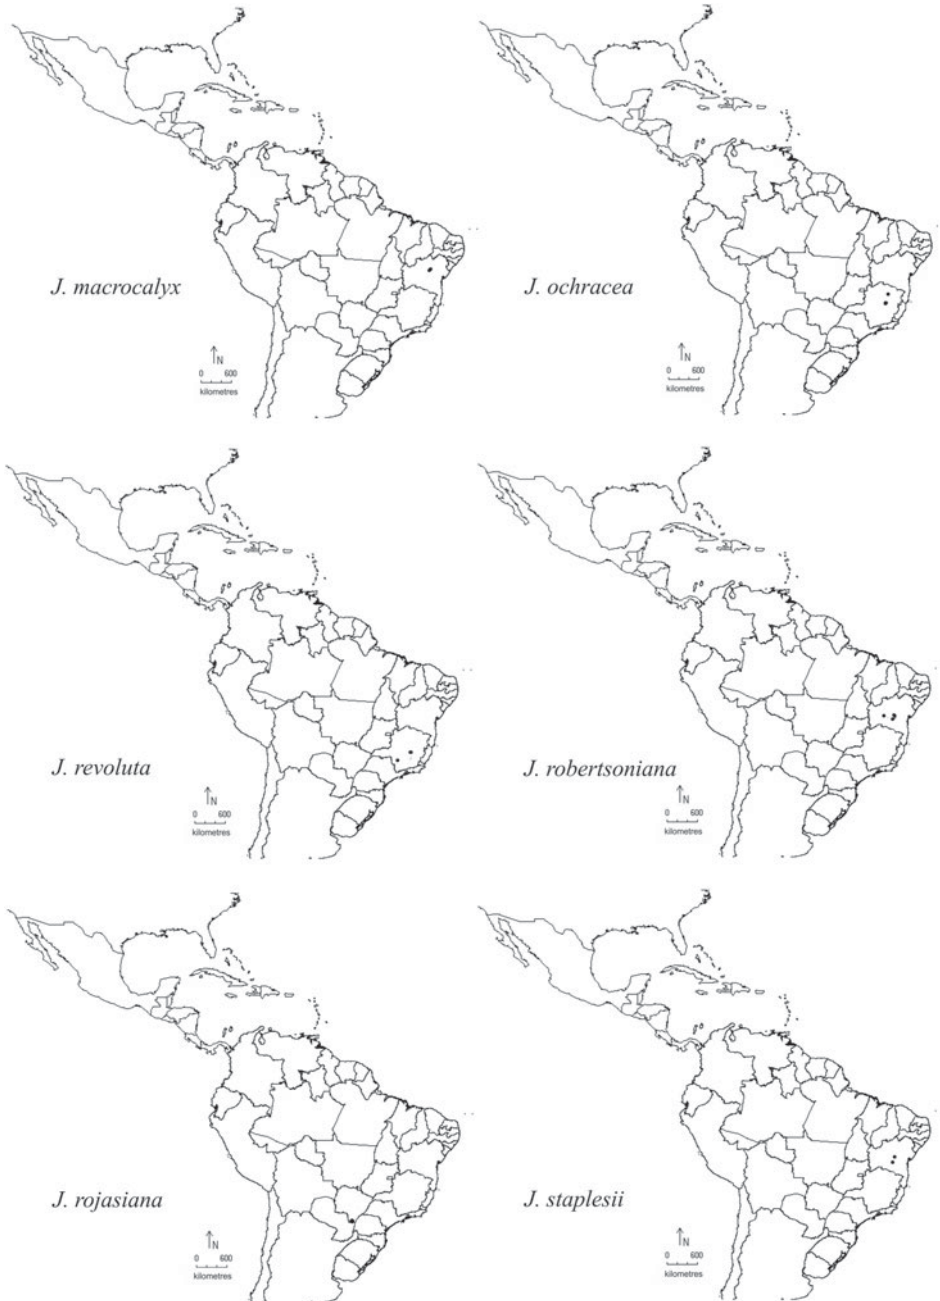 J. macrocalyx
N
0 600
kilometres
J. ochracea
N
0 600
kilometres
J. revoluta
N
0 600
kilometres
J. robertsoniana
N
0 600
kilometres
J. rojasiana
N
0 600
kilometres
J. staplesii
N
0 600
kilometres